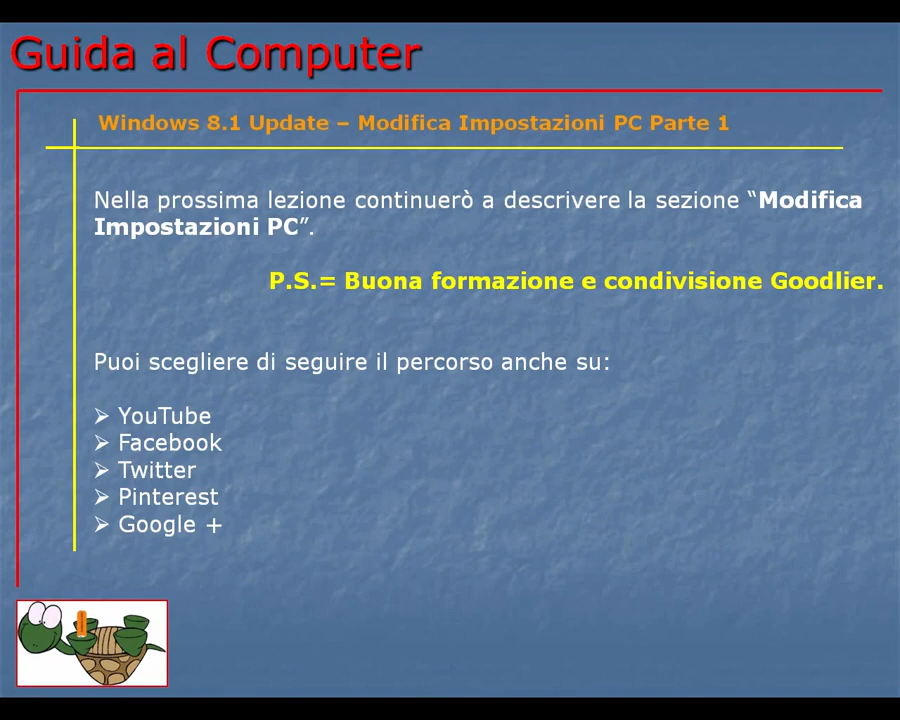 Guida al Computer
Windows 8.1 Update – Modifica Impostazioni PC Parte 1
Nella prossima lezione continuerò a descrivere la sezione “Modifica
Impostazioni PC”.
P.S.= Buona formazione e condivisione Goodlier.
Puoi scegliere di seguire il percorso anche su:
➢ YouTube
➢ Facebook
➢ Twitter
➢ Pinterest
➢ Google +